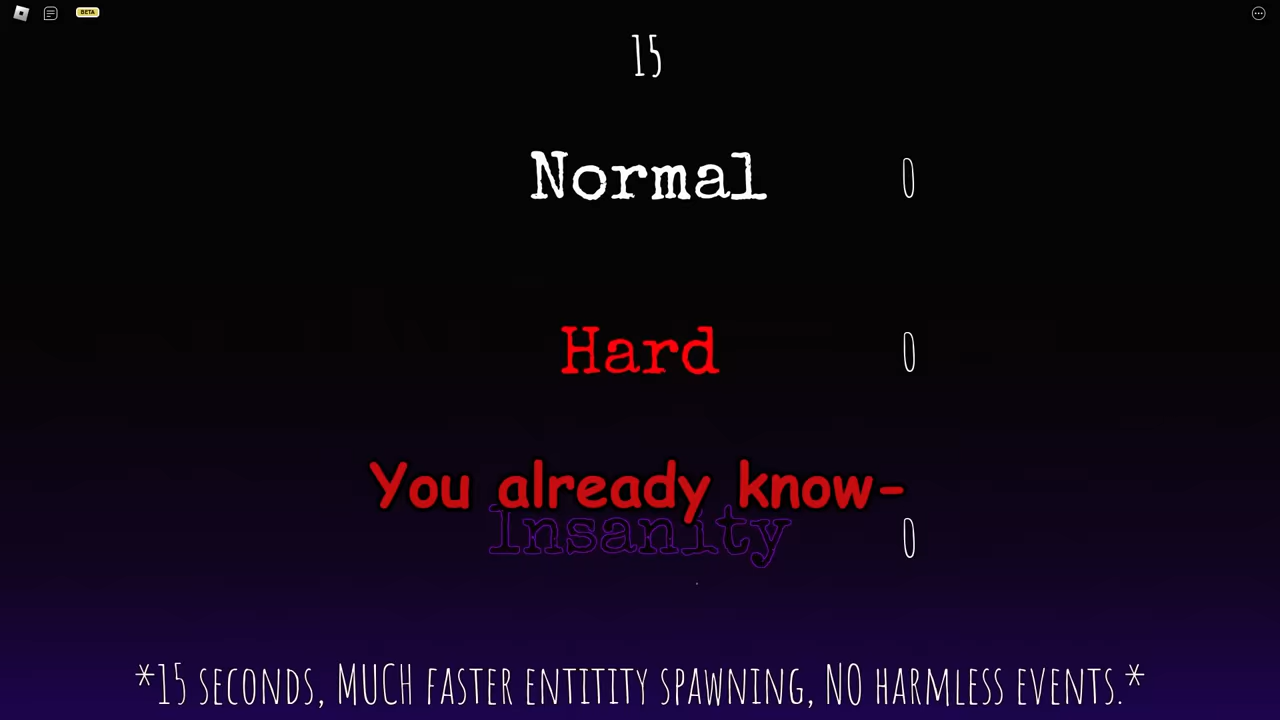 BETA
15
Normal 0
Hard 0
You already know-
Insanity 0
*15 SECONDS, MUCH FASTER ENTITITY SPAWNING, NO HARMLESS EVENTS.*